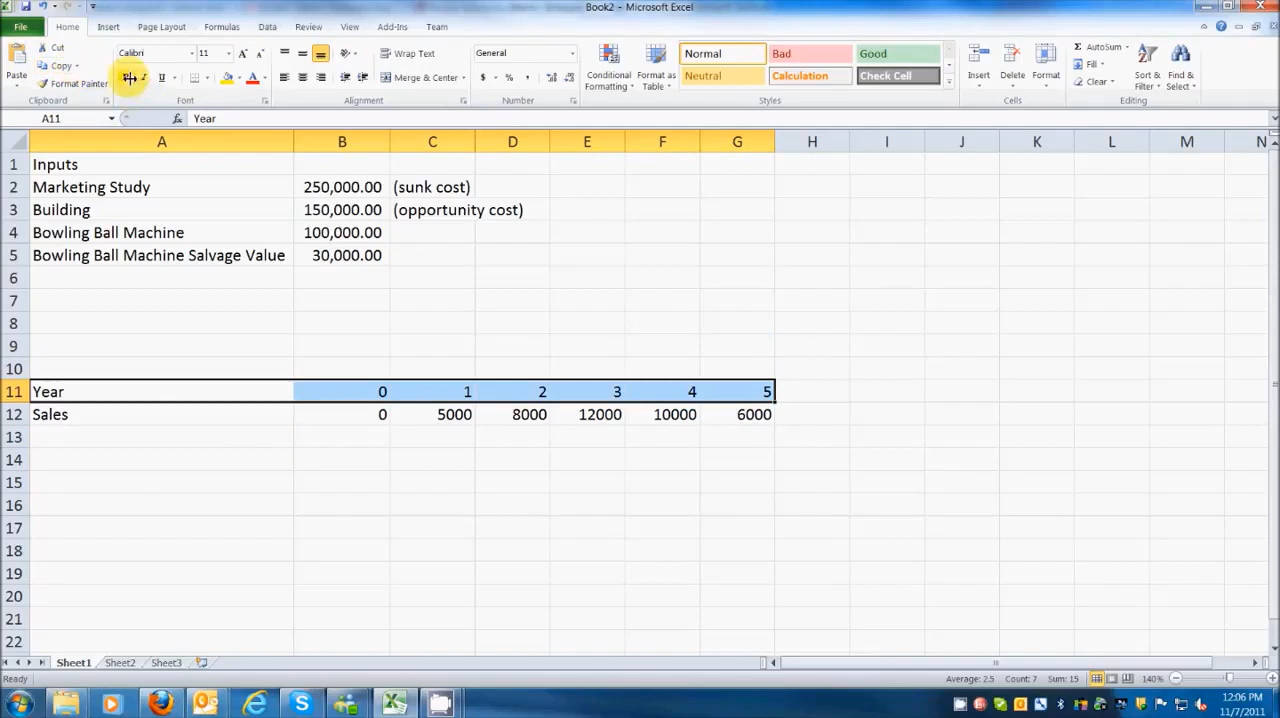 Book2 - Microsoft Excel
File Home Insert Page Layout Formulas Data Review View Add-Ins Team
Paste
Cut
Copy
Format Painter
Clipboard
Calibri 11
Font
Wrap Text
Merge & Center
Alignment
General
$ % ,
Number
Conditional Formatting
Format as Table
Normal Bad Good
Neutral Calculation Check Cell
Styles
Insert Delete Format
Cells
AutoSum
Fill
Clear
Sort & Filter
Find & Select
Editing
A11 fx Year
A B C D E F G H I J K L M N
1 Inputs
2 Marketing Study 250,000.00 (sunk cost)
3 Building 150,000.00 (opportunity cost)
4 Bowling Ball Machine 100,000.00
5 Bowling Ball Machine Salvage Value 30,000.00
6
7
8
9
10
11 Year 0 1 2 3 4 5
12 Sales 0 5000 8000 12000 10000 6000
13
14
15
16
17
18
19
20
21
22
Sheet1 Sheet2 Sheet3
Ready Average: 2.5 Count: 7 Sum: 15 140%
12:06 PM
11/7/2011